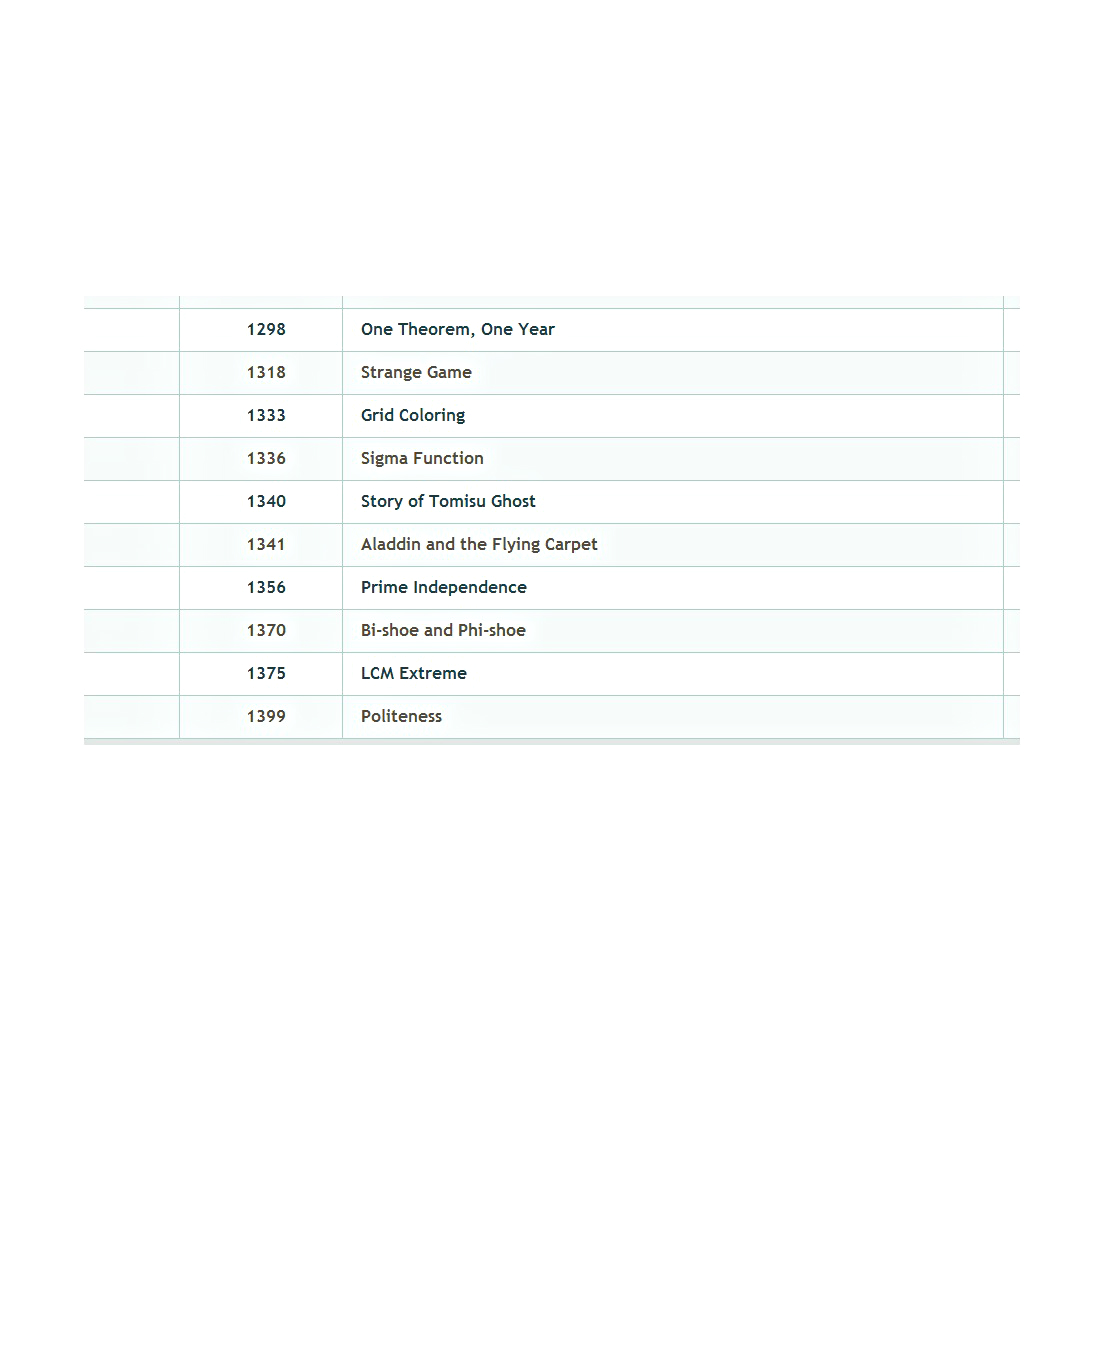 1298 One Theorem, One Year
1318 Strange Game
1333 Grid Coloring
1336 Sigma Function
1340 Story of Tomisu Ghost
1341 Aladdin and the Flying Carpet
1356 Prime Independence
1370 Bi-shoe and Phi-shoe
1375 LCM Extreme
1399 Politeness